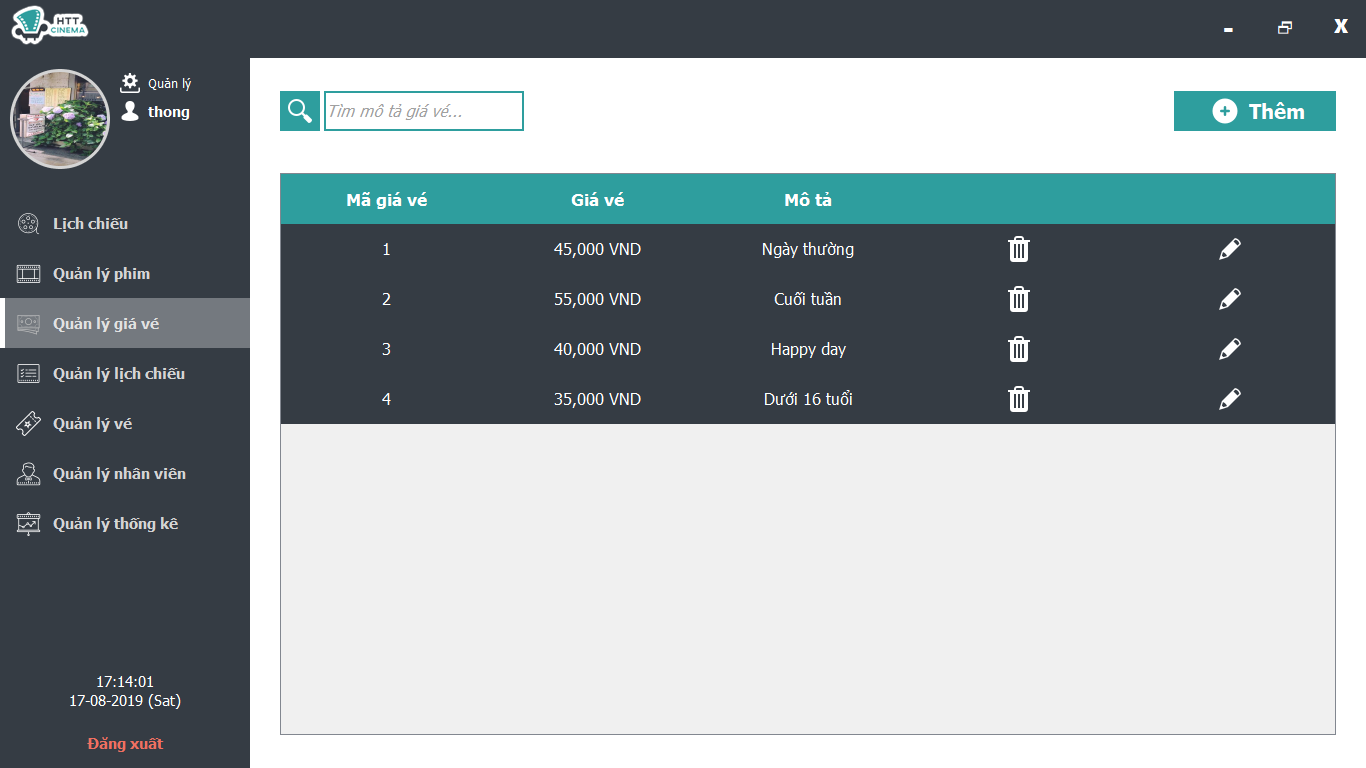 HTT
CINEMA
X
Quản lý
thong
Tìm mô tả giá vé...
Thêm
Lịch chiếu
Quản lý phim
Quản lý giá vé
Quản lý lịch chiếu
Quản lý vé
Quản lý nhân viên
Quản lý thống kê
Mã giá vé Giá vé Mô tả
1 45,000 VND Ngày thường
2 55,000 VND Cuối tuần
3 40,000 VND Happy day
4 35,000 VND Dưới 16 tuổi
17:14:01
17-08-2019 (Sat)
Đăng xuất